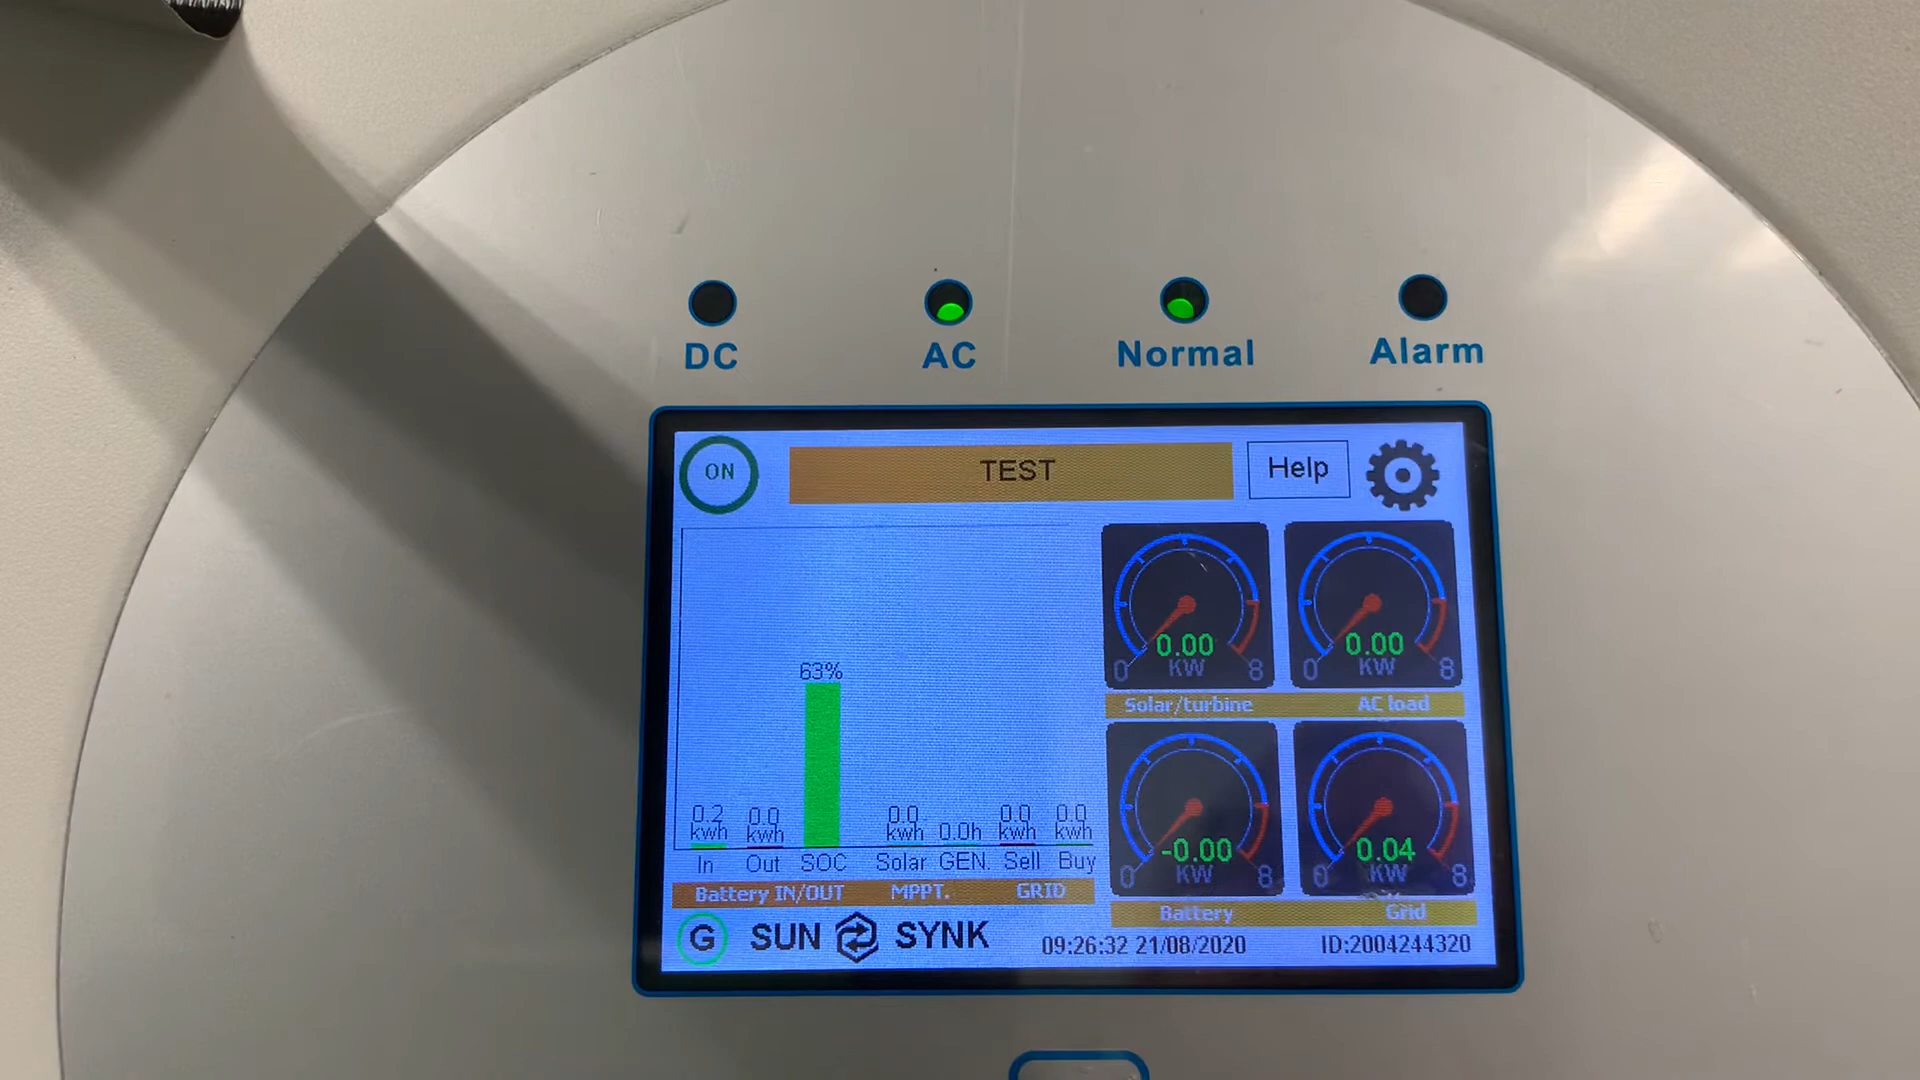 DC AC Normal Alarm
ON TEST Help
63%
0.2 kwh 0.0 kwh 0.0 kwh 0.0h 0.0 kwh 0.0 kwh
In Out SOC Solar GEN. Sell Buy
Battery IN/OUT MPPT. GRID
0.00 KW 0 8
0.00 KW 0 8
Solar/turbine AC load
-0.00 KW 0 8
0.04 KW 0 8
Battery Grid
G SUN SYNK 09:26:32 21/08/2020 ID:2004244320